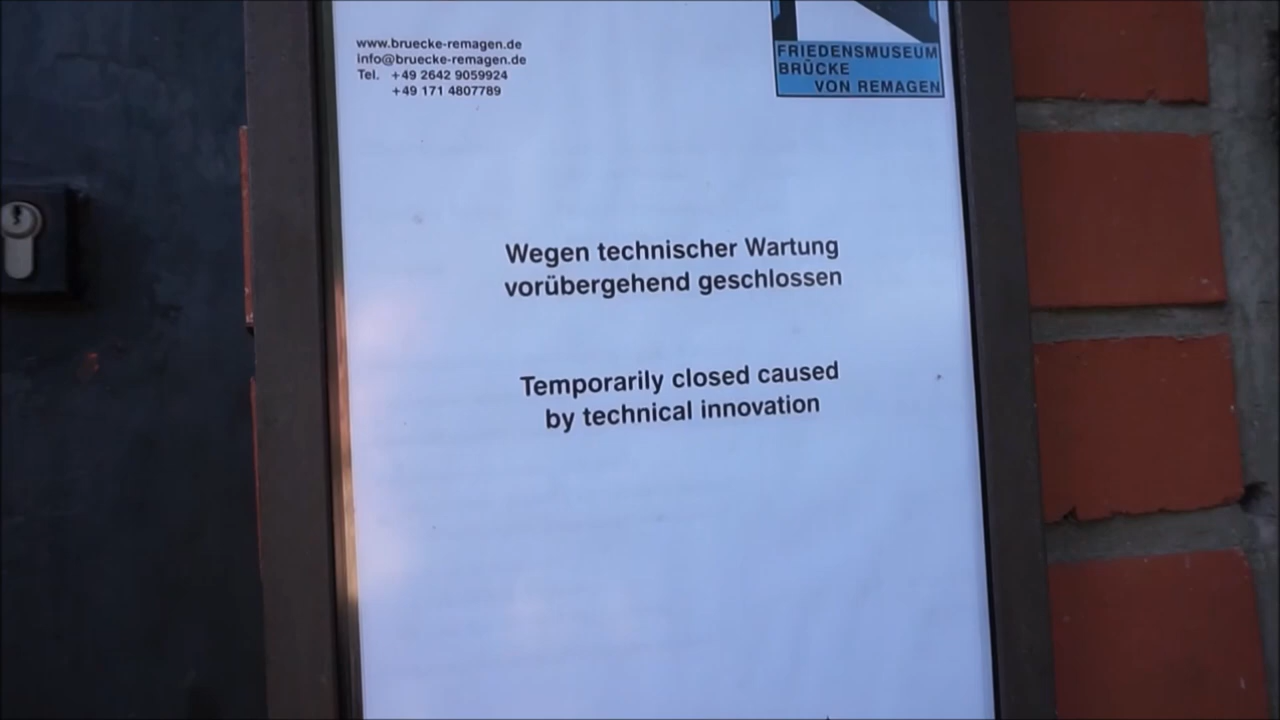 www.bruecke-remagen.de
info@bruecke-remagen.de
Tel. +49 2642 9059924
+49 171 4807789
FRIEDENSMUSEUM
BRÜCKE
VON REMAGEN
Wegen technischer Wartung
vorübergehend geschlossen
Temporarily closed caused
by technical innovation